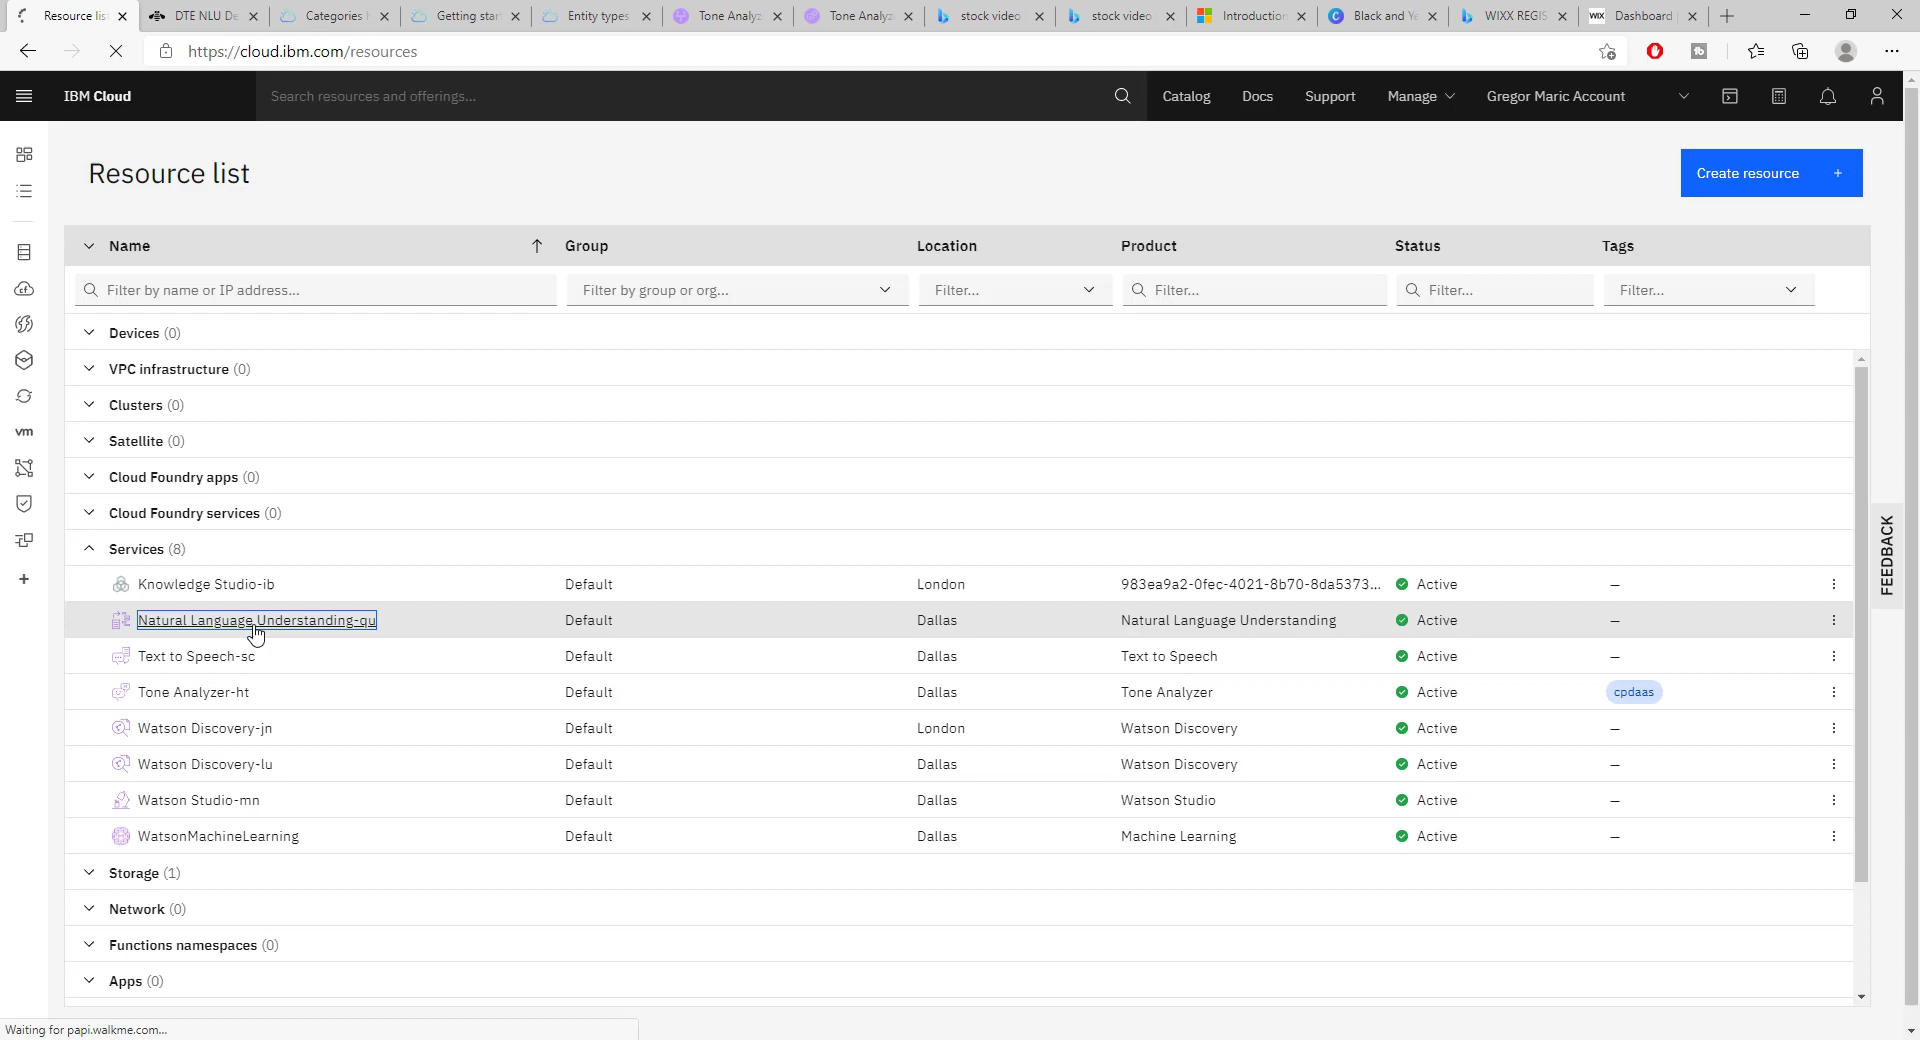 Resource list
DTE NLU De
Categories h
Getting star
Entity types
Tone Analyz
Tone Analyz
stock video
stock video
Introduction
Black and Ye
WIXX REGIS
WIX Dashboard
https://cloud.ibm.com/resources
IBM Cloud
Search resources and offerings...
Catalog Docs Support Manage Gregor Maric Account
Resource list
Create resource +
Name Group Location Product Status Tags
Filter by name or IP address... Filter by group or org... Filter... Filter... Filter... Filter...
Devices (0)
VPC infrastructure (0)
Clusters (0)
Satellite (0)
Cloud Foundry apps (0)
Cloud Foundry services (0)
Services (8)
Knowledge Studio-ib Default London 983ea9a2-0fec-4021-8b70-8da5373... Active –
Natural Language Understanding-qu Default Dallas Natural Language Understanding Active –
Text to Speech-sc Default Dallas Text to Speech Active –
Tone Analyzer-ht Default Dallas Tone Analyzer Active cpdaas
Watson Discovery-jn Default London Watson Discovery Active –
Watson Discovery-lu Default Dallas Watson Discovery Active –
Watson Studio-mn Default Dallas Watson Studio Active –
WatsonMachineLearning Default Dallas Machine Learning Active –
Storage (1)
Network (0)
Functions namespaces (0)
Apps (0)
vm
FEEDBACK
Waiting for papi.walkme.com...